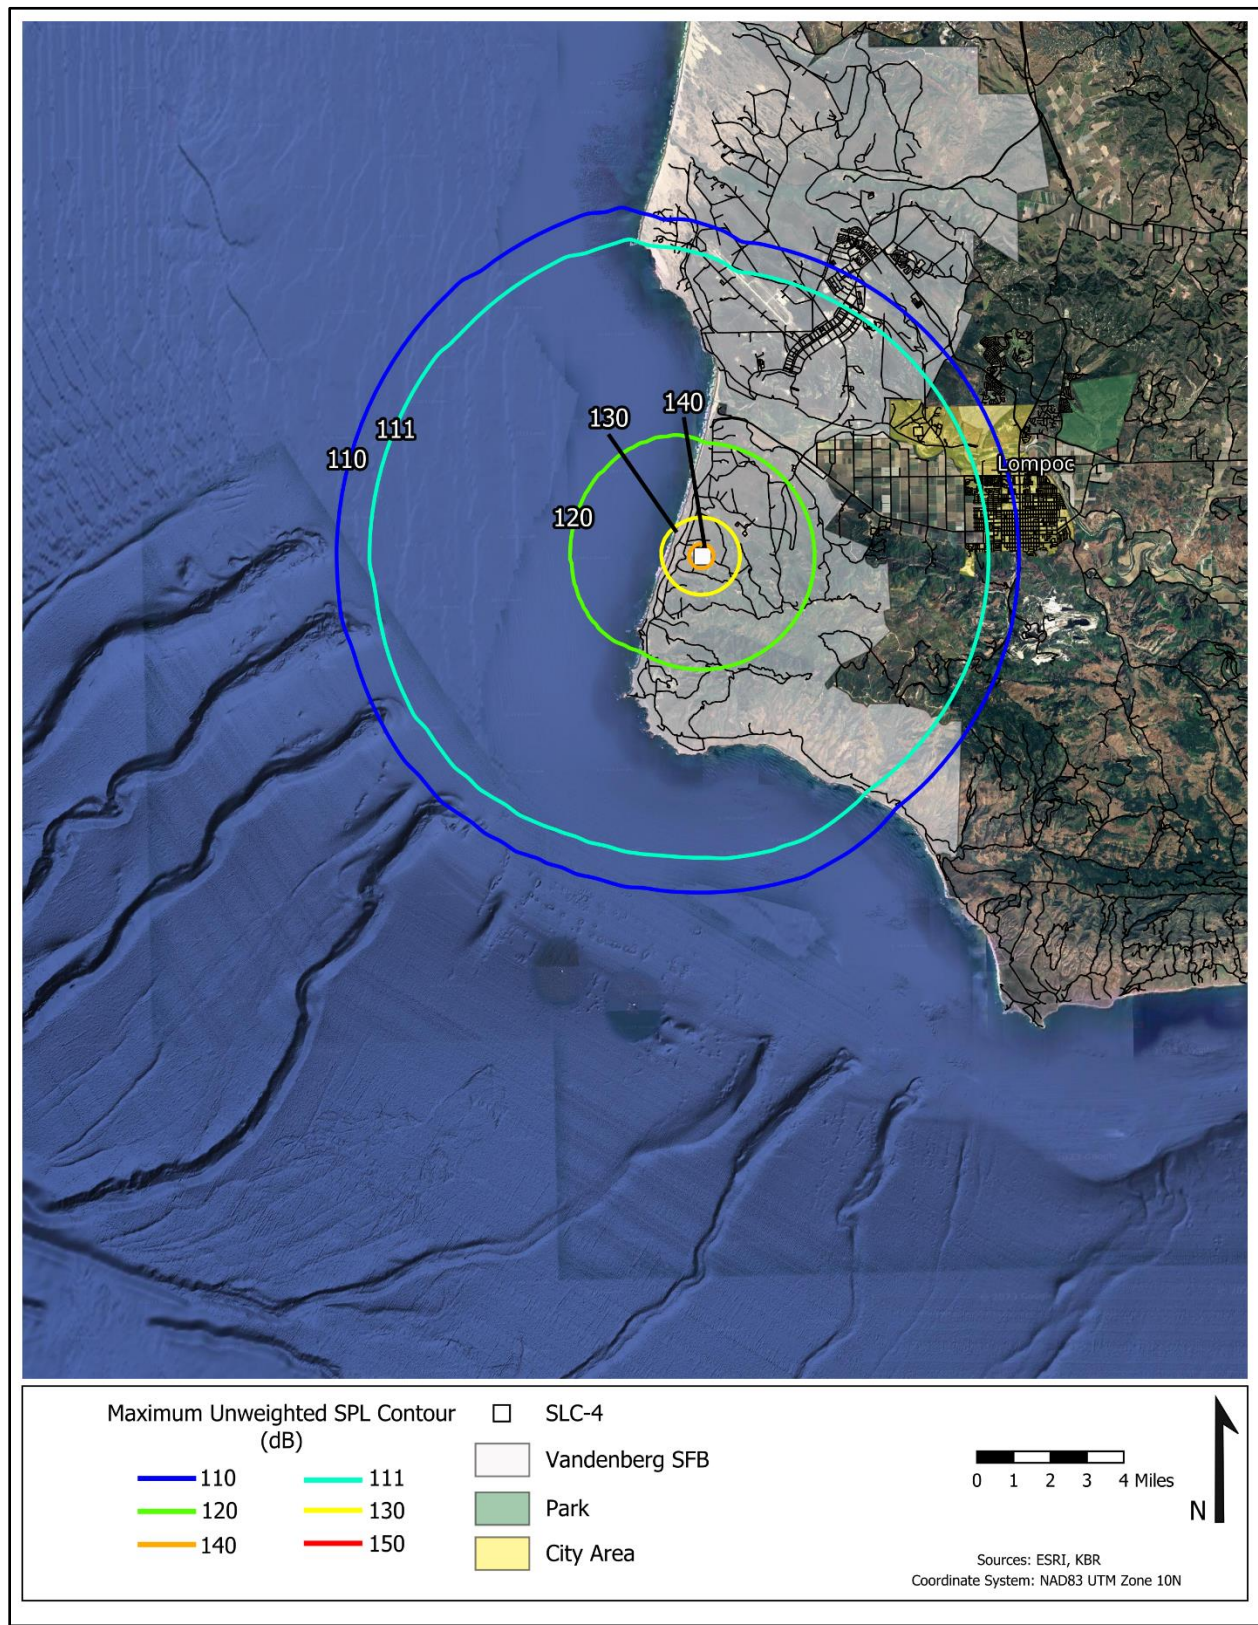 140
130
111
110
120
Lompoc
Maximum Unweighted SPL Contour
(dB)
110
111
120
130
140
150
SLC-4
Vandenberg SFB
Park
City Area
0 1 2 3 4 Miles
N
Sources: ESRI, KBR
Coordinate System: NAD83 UTM Zone 10N